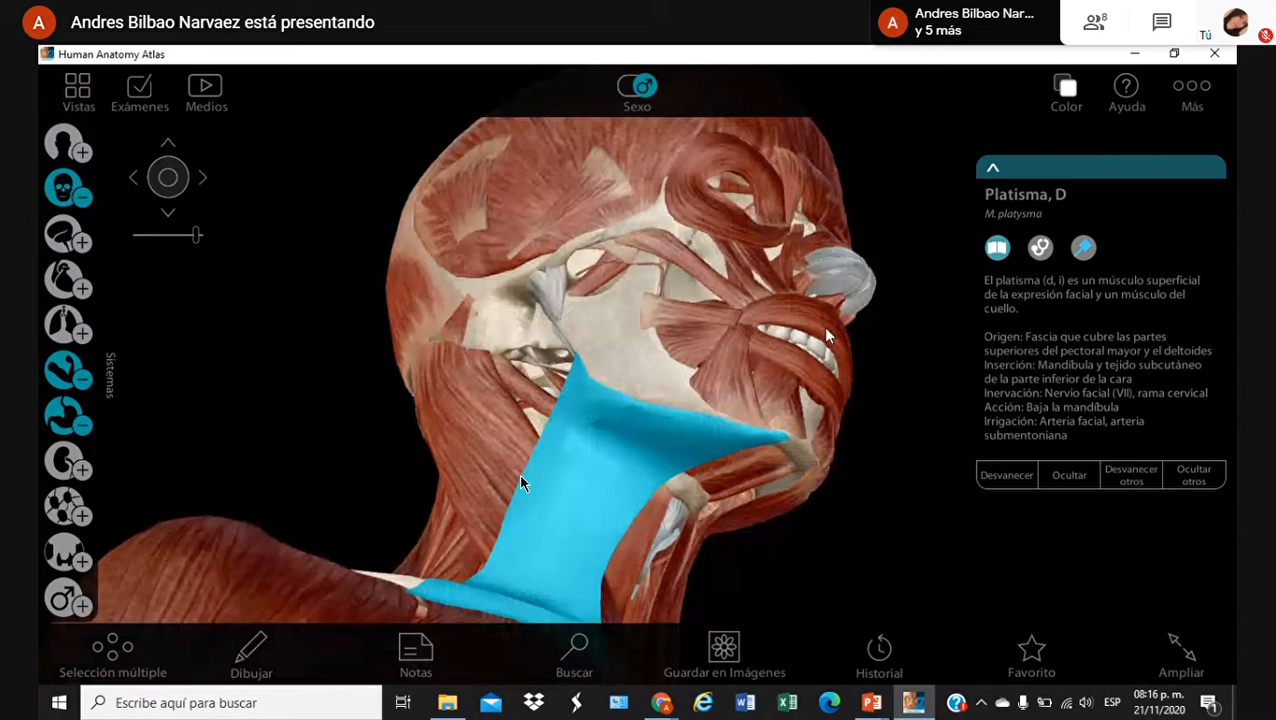 A Andres Bilbao Narvaez está presentando
A Andres Bilbao Nar...
y 5 más
8
Tú
Human Anatomy Atlas
Vistas
Exámenes
Medios
Sexo
Color
Ayuda
Más
Sistemas
Platisma, D
M. platysma
El platisma (d, i) es un músculo superficial
de la expresión facial y un músculo del
cuello.
Origen: Fascia que cubre las partes
superiores del pectoral mayor y el deltoides
Inserción: Mandíbula y tejido subcutáneo
de la parte inferior de la cara
Inervación: Nervio facial (VII), rama cervical
Acción: Baja la mandíbula
Irrigación: Arteria facial, arteria
submentoniana
Desvanecer
Ocultar
Desvanecer
otros
Ocultar
otros
Selección múltiple
Dibujar
Notas
Buscar
Guardar en Imágenes
Historial
Favorito
Ampliar
Escribe aquí para buscar
ESP
08:16 p. m.
21/11/2020
1